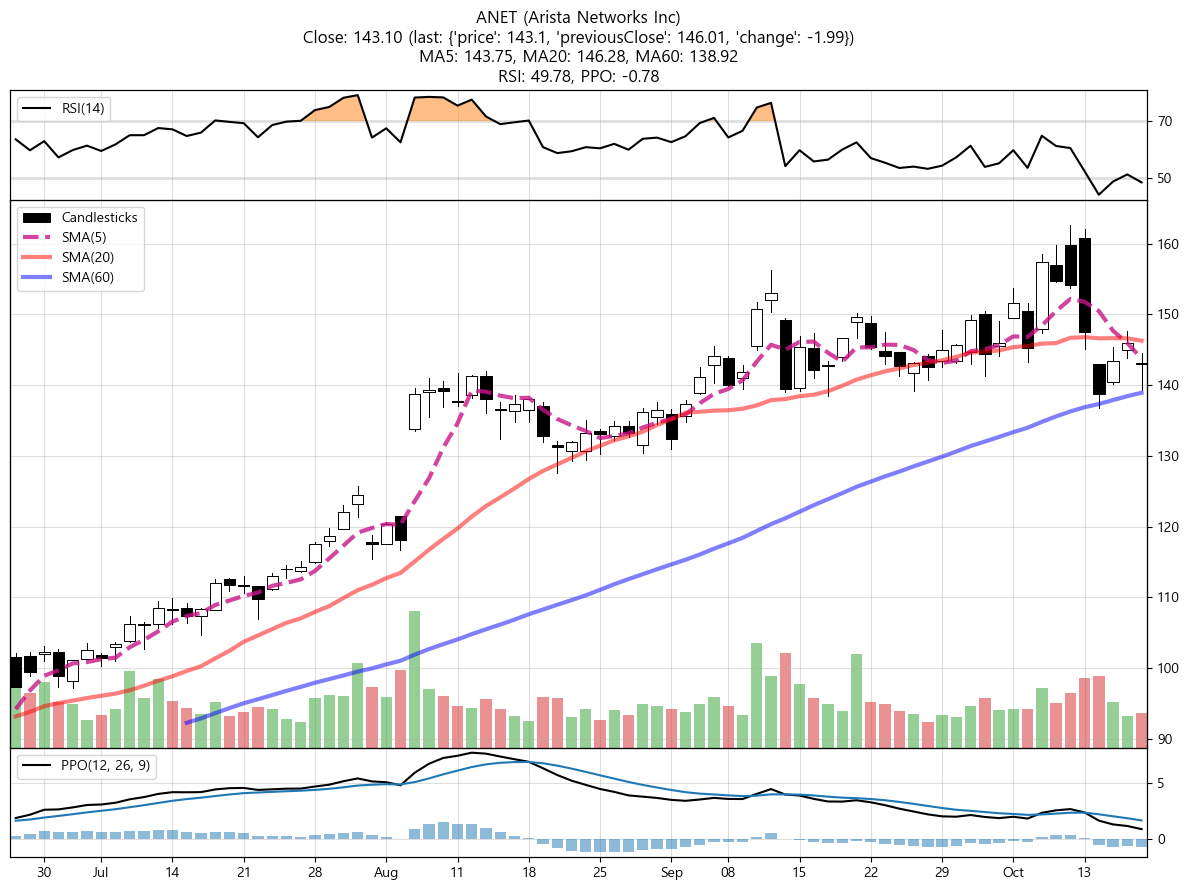 ANET (Arista Networks Inc)
Close: 143.10 (last: {'price': 143.1, 'previousClose': 146.01, 'change': -1.99})
MA5: 143.75, MA20: 146.28, MA60: 138.92
RSI: 49.78, PPO: -0.78
RSI(14)
70
50
Candlesticks
SMA(5)
SMA(20)
SMA(60)
160
150
140
130
120
110
100
90
PPO(12, 26, 9)
5
0
30 Jul 14 21 28 Aug 11 18 25 Sep 08 15 22 29 Oct 13